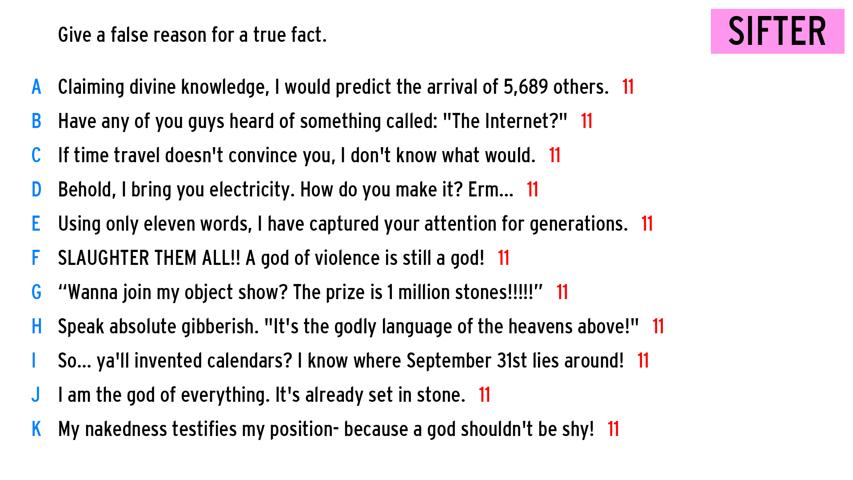 Give a false reason for a true fact.
SIFTER
A Claiming divine knowledge, I would predict the arrival of 5,689 others. 11
B Have any of you guys heard of something called: "The Internet?" 11
C If time travel doesn't convince you, I don't know what would. 11
D Behold, I bring you electricity. How do you make it? Erm... 11
E Using only eleven words, I have captured your attention for generations. 11
F SLAUGHTER THEM ALL!! A god of violence is still a god! 11
G “Wanna join my object show? The prize is 1 million stones!!!!!” 11
H Speak absolute gibberish. "It's the godly language of the heavens above!" 11
I So... ya'll invented calendars? I know where September 31st lies around! 11
J I am the god of everything. It's already set in stone. 11
K My nakedness testifies my position- because a god shouldn't be shy! 11